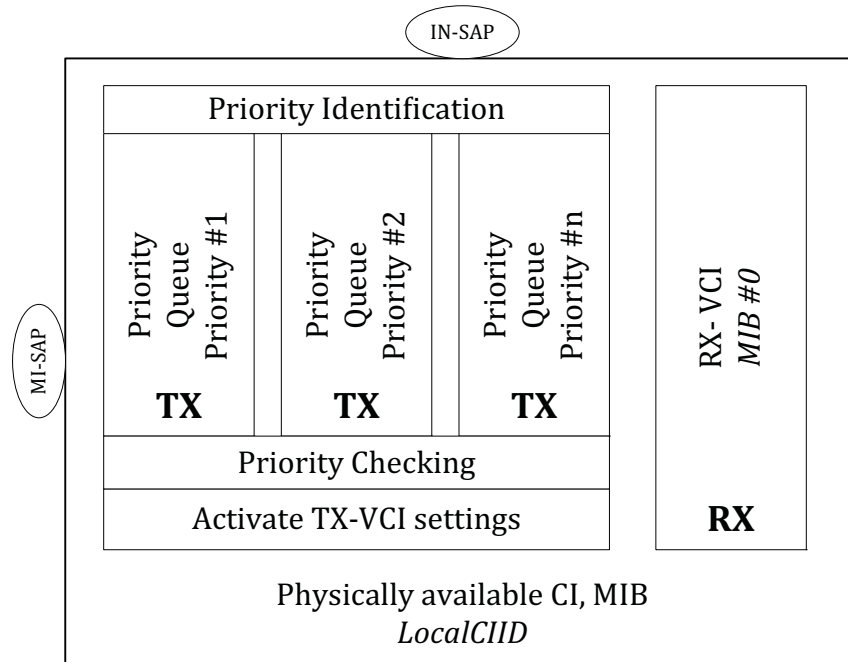 IN-SAP
Priority Identification
Priority
Queue
Priority #1
TX
Priority
Queue
Priority #2
TX
Priority
Queue
Priority #n
TX
RX- VCI
MIB #0
RX
MI-SAP
Priority Checking
Activate TX-VCI settings
Physically available CI, MIB
LocalCIID